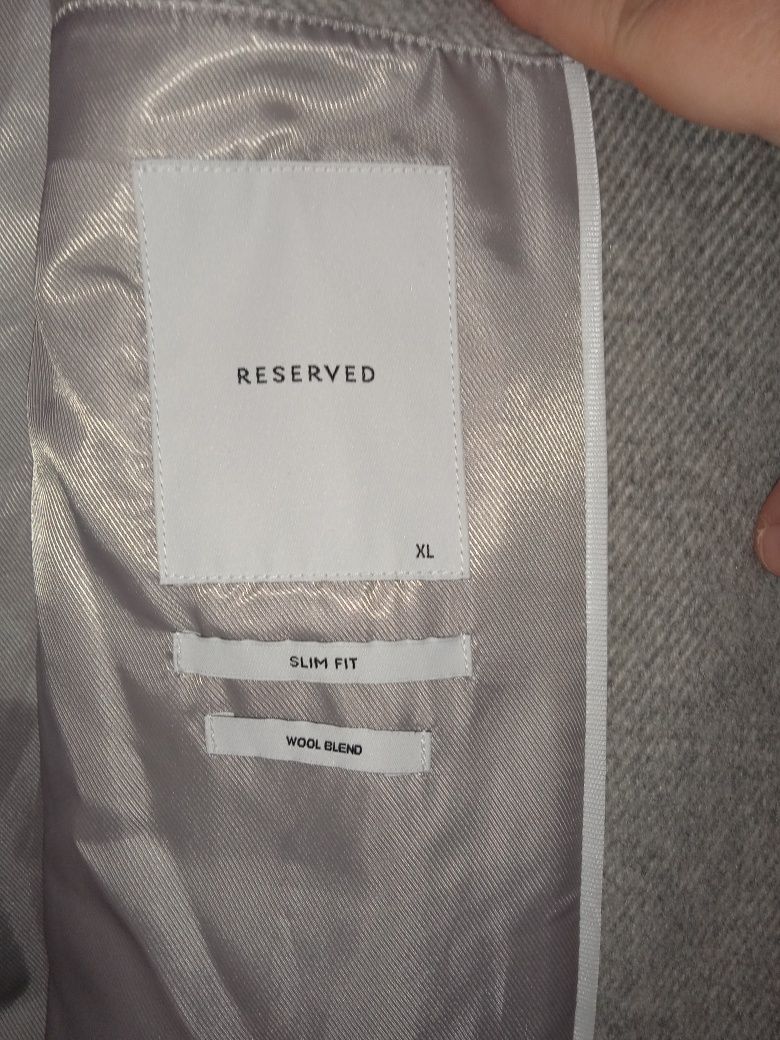 RESERVED
XL
SLIM FIT
WOOL BLEND